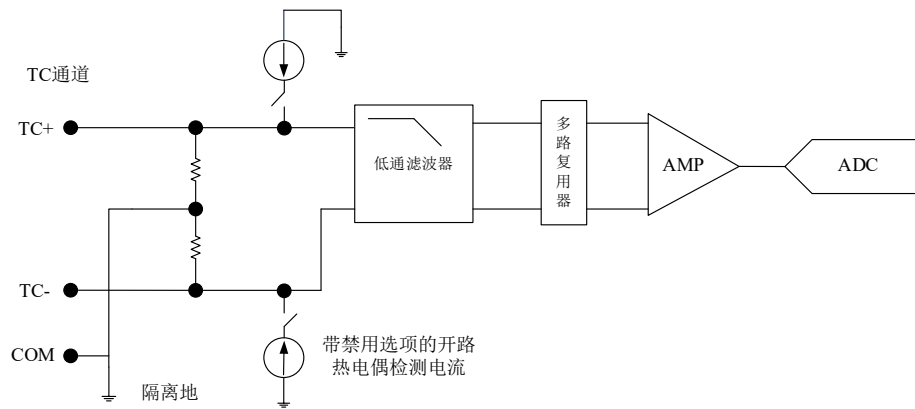 TC通道
TC+
TC-
COM
隔离地
低通滤波器
多路复用器
AMP
ADC
带禁用选项的开路
热电偶检测电流